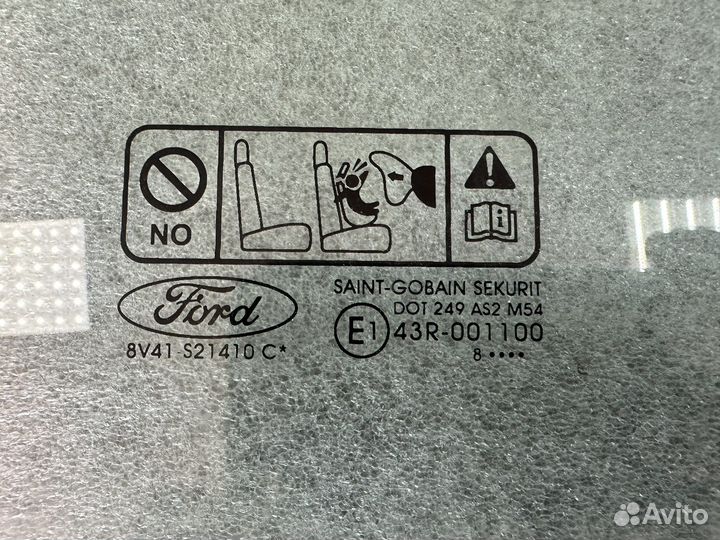 NO
Ford
8V41 S21410 C*
SAINT-GOBAIN SEKURIT
DOT 249 AS2 M54
E1 43R-001100
8 ••••
Avito